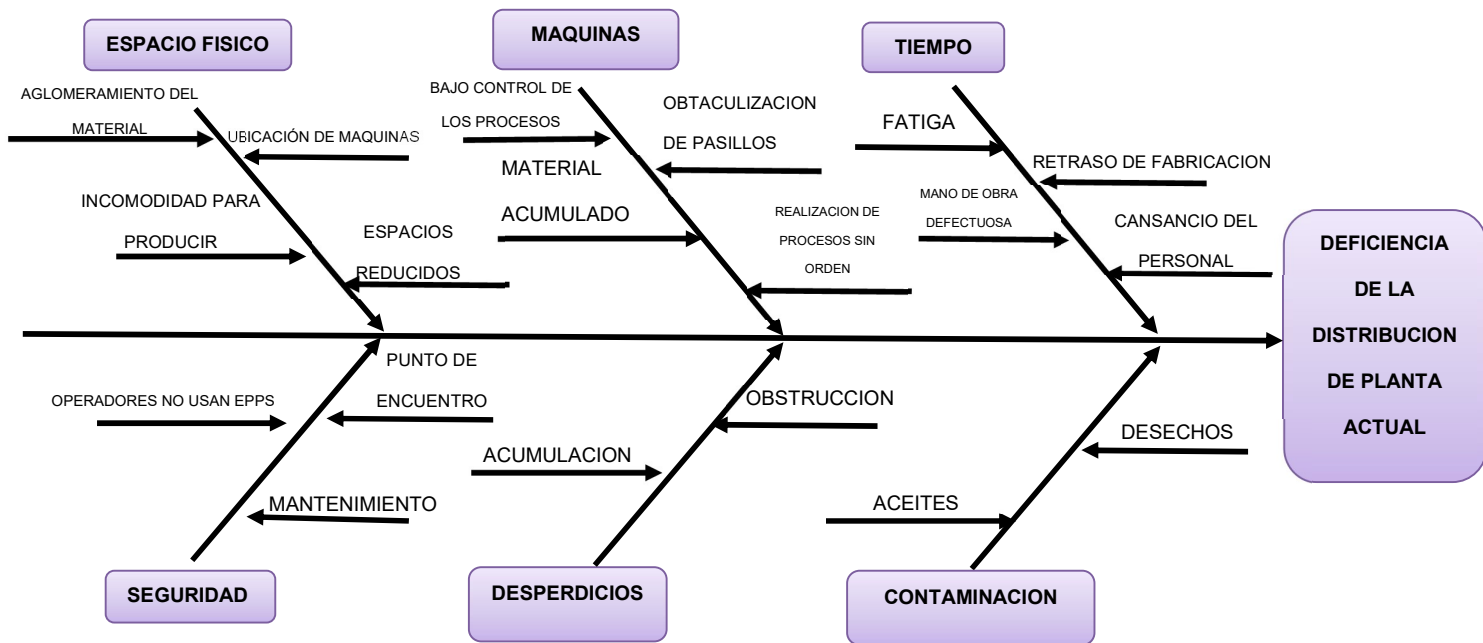 ESPACIO FISICO
MAQUINAS
TIEMPO
AGLOMERAMIENTO DEL
MATERIAL
UBICACIÓN DE MAQUINAS
INCOMODIDAD PARA
PRODUCIR
ESPACIOS
REDUCIDOS
BAJO CONTROL DE
LOS PROCESOS
OBTACULIZACION
DE PASILLOS
MATERIAL
ACUMULADO
REALIZACION DE
PROCESOS SIN
ORDEN
FATIGA
RETRASO DE FABRICACION
MANO DE OBRA
DEFECTUOSA
CANSANCIO DEL
PERSONAL
DEFICIENCIA
DE LA
DISTRIBUCION
DE PLANTA
ACTUAL
PUNTO DE
ENCUENTRO
OPERADORES NO USAN EPPS
MANTENIMIENTO
OBSTRUCCION
ACUMULACION
DESECHOS
ACEITES
SEGURIDAD
DESPERDICIOS
CONTAMINACION